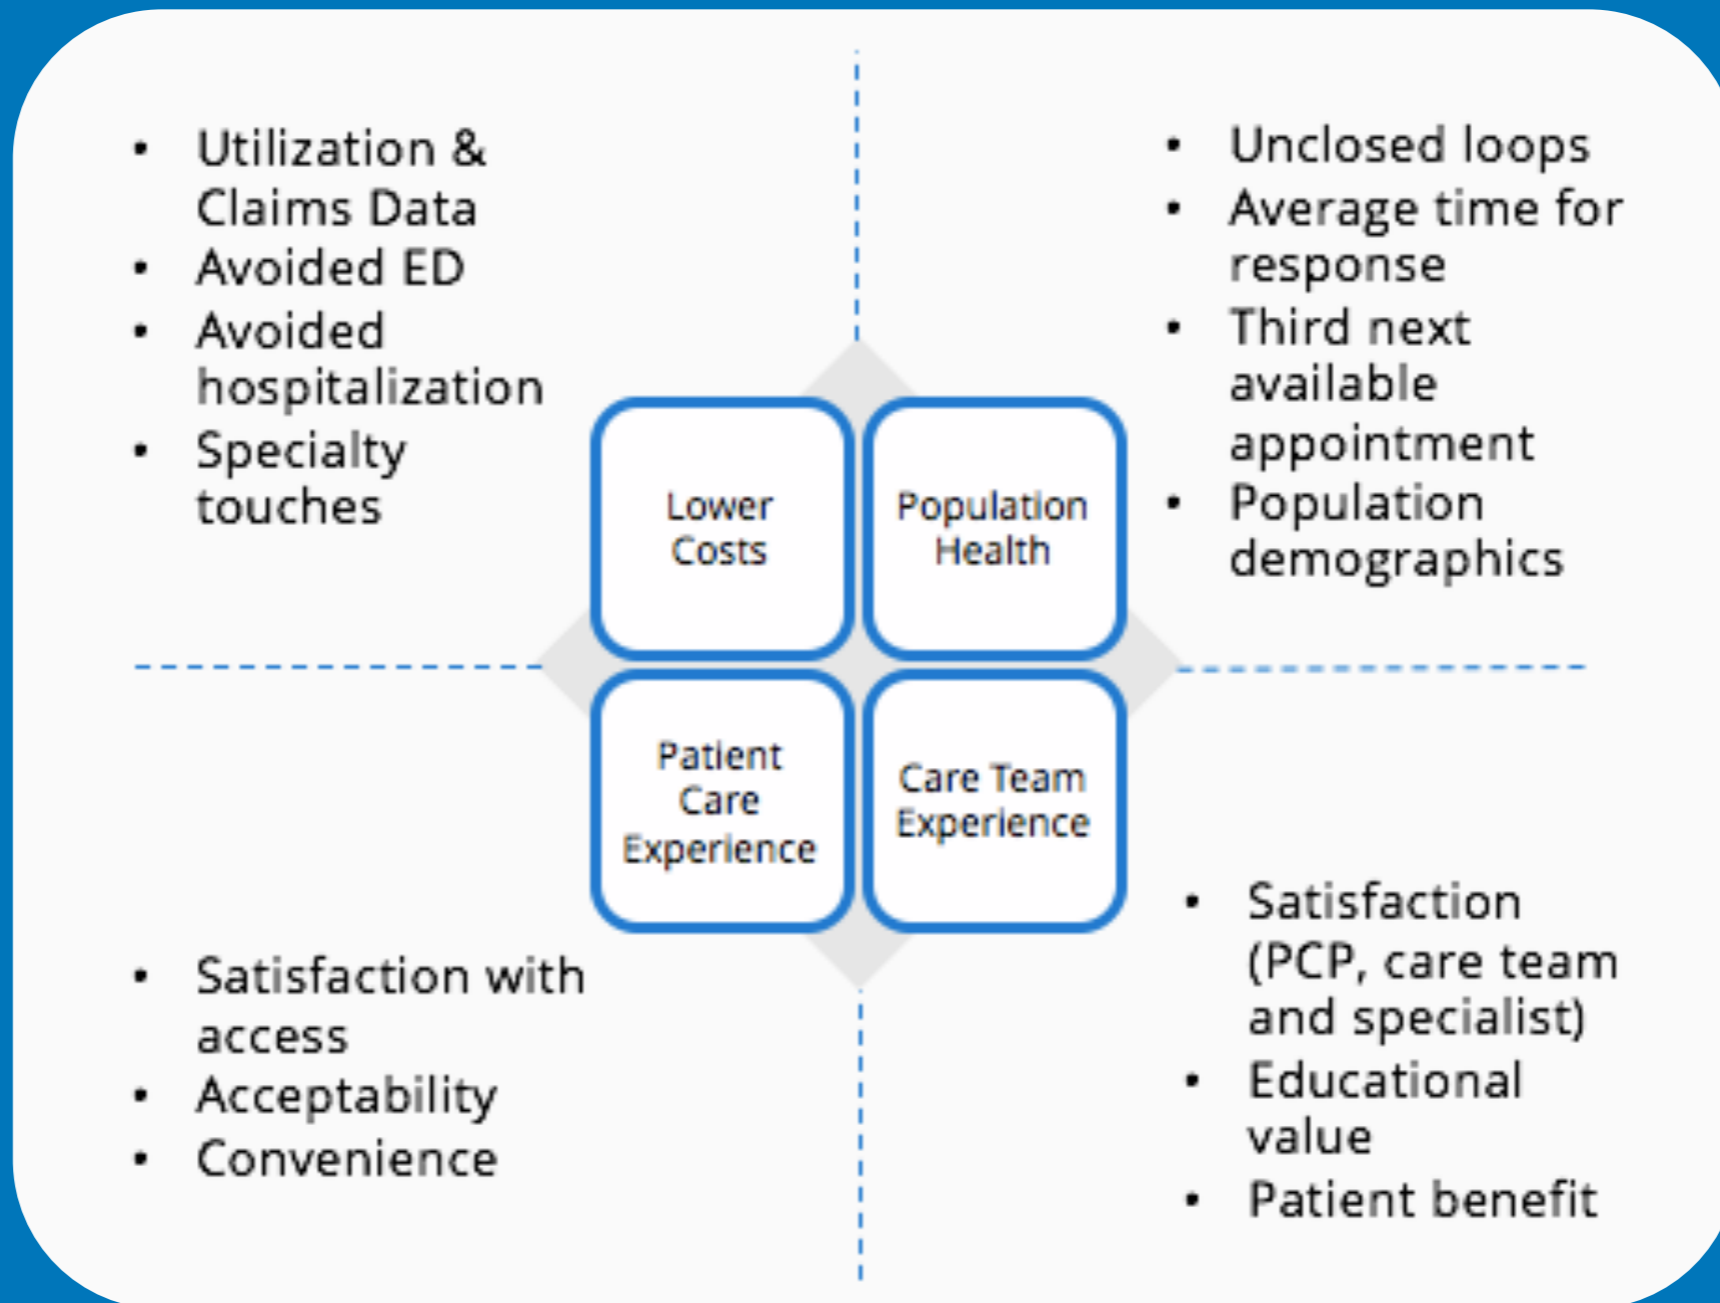 • Utilization &
Claims Data
• Avoided ED
• Avoided
hospitalization
• Specialty
touches
• Unclosed loops
• Average time for
response
• Third next
available
appointment
• Population
demographics
Lower
Costs
Population
Health
Patient
Care
Experience
Care Team
Experience
• Satisfaction with
access
• Acceptability
• Convenience
• Satisfaction
(PCP, care team
and specialist)
• Educational
value
• Patient benefit